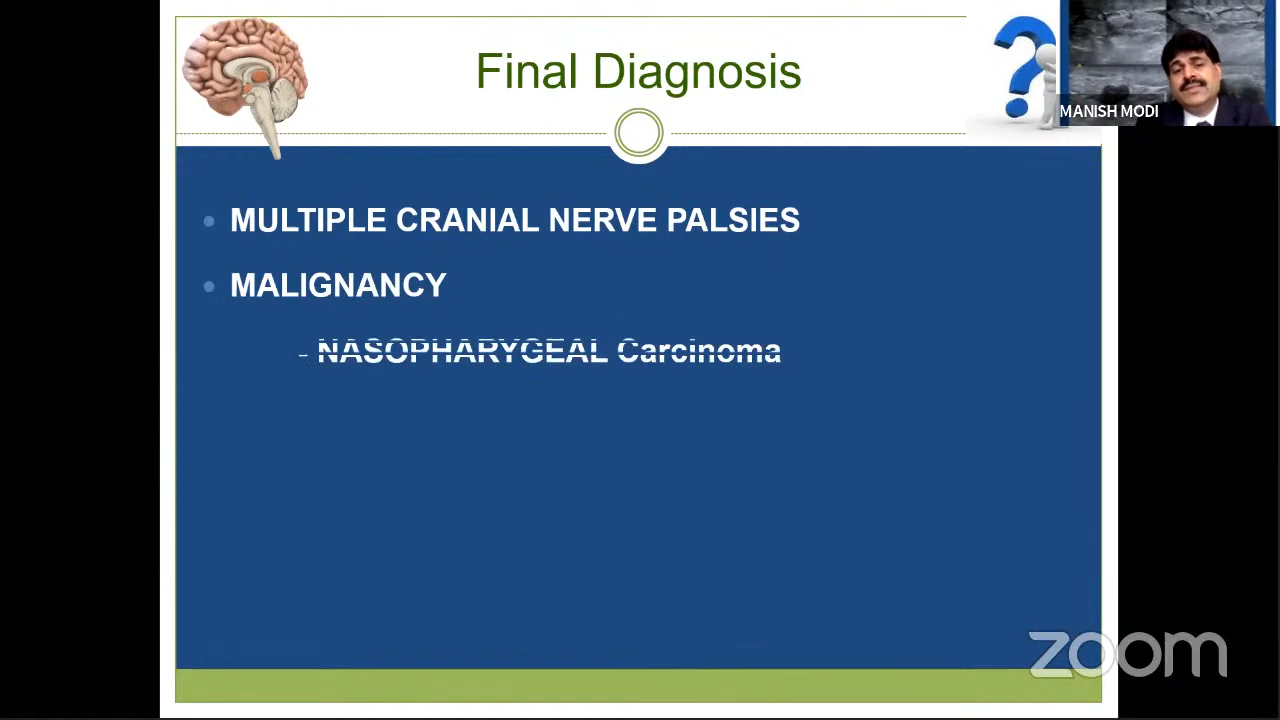 Final Diagnosis
MANISH MODI
• MULTIPLE CRANIAL NERVE PALSIES
• MALIGNANCY
- NASOPHARYGEAL Carcinoma
zoom